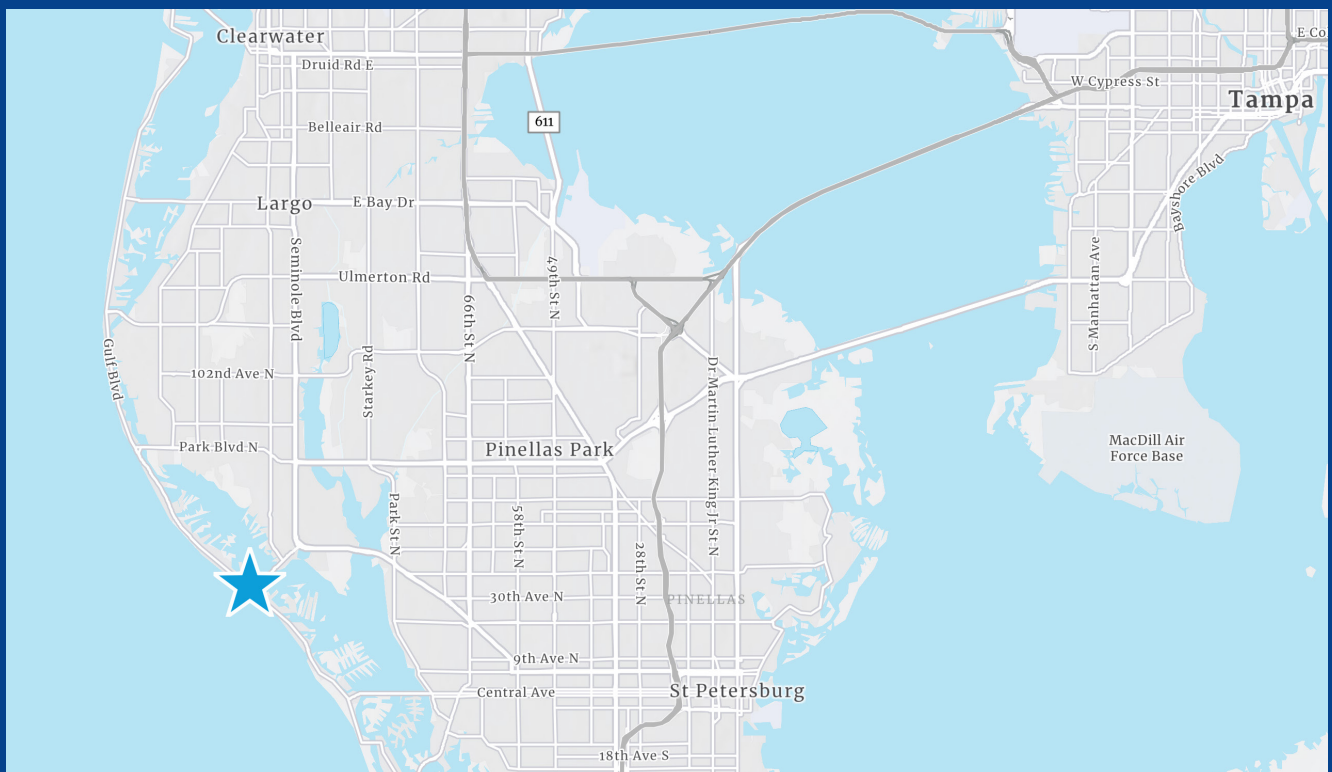 Clearwater
E Co
Druid Rd E
W Cypress St
Tampa
611
Belleair Rd
Bayshore Blvd
Largo
E Bay Dr
Seminole Blvd
49th St N
S Manhattan Ave
Ulmerton Rd
66th St N
Gulf Blvd
Starkey Rd
Dr Martin Luther King Jr St N
102nd Ave N
Park Blvd N
Pinellas Park
MacDill Air
Force Base
Park St N
58th St N
28th St N
30th Ave N
PINELLAS
9th Ave N
Central Ave
St Petersburg
18th Ave S